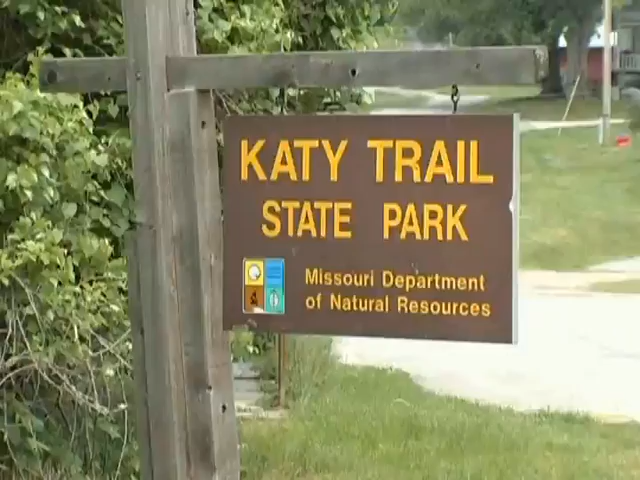 KATY TRAIL
STATE PARK
Missouri Department
of Natural Resources